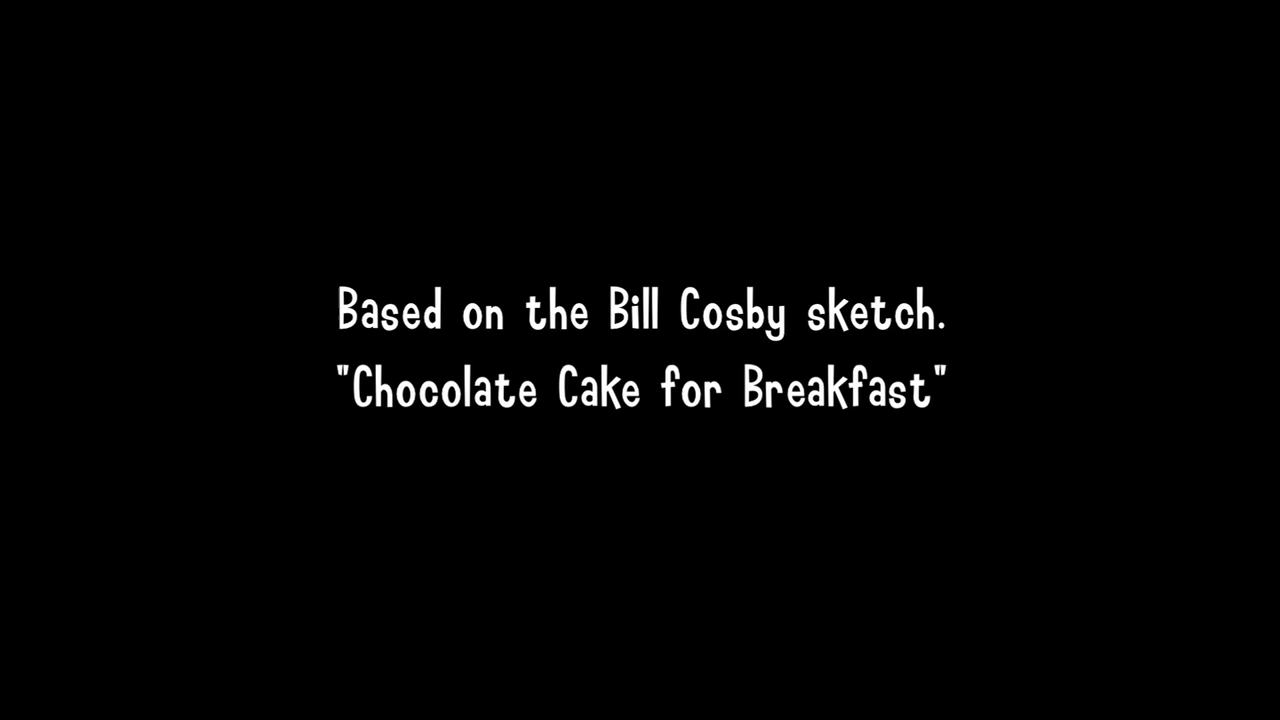 Based on the Bill Cosby sketch.
"Chocolate Cake for Breakfast"